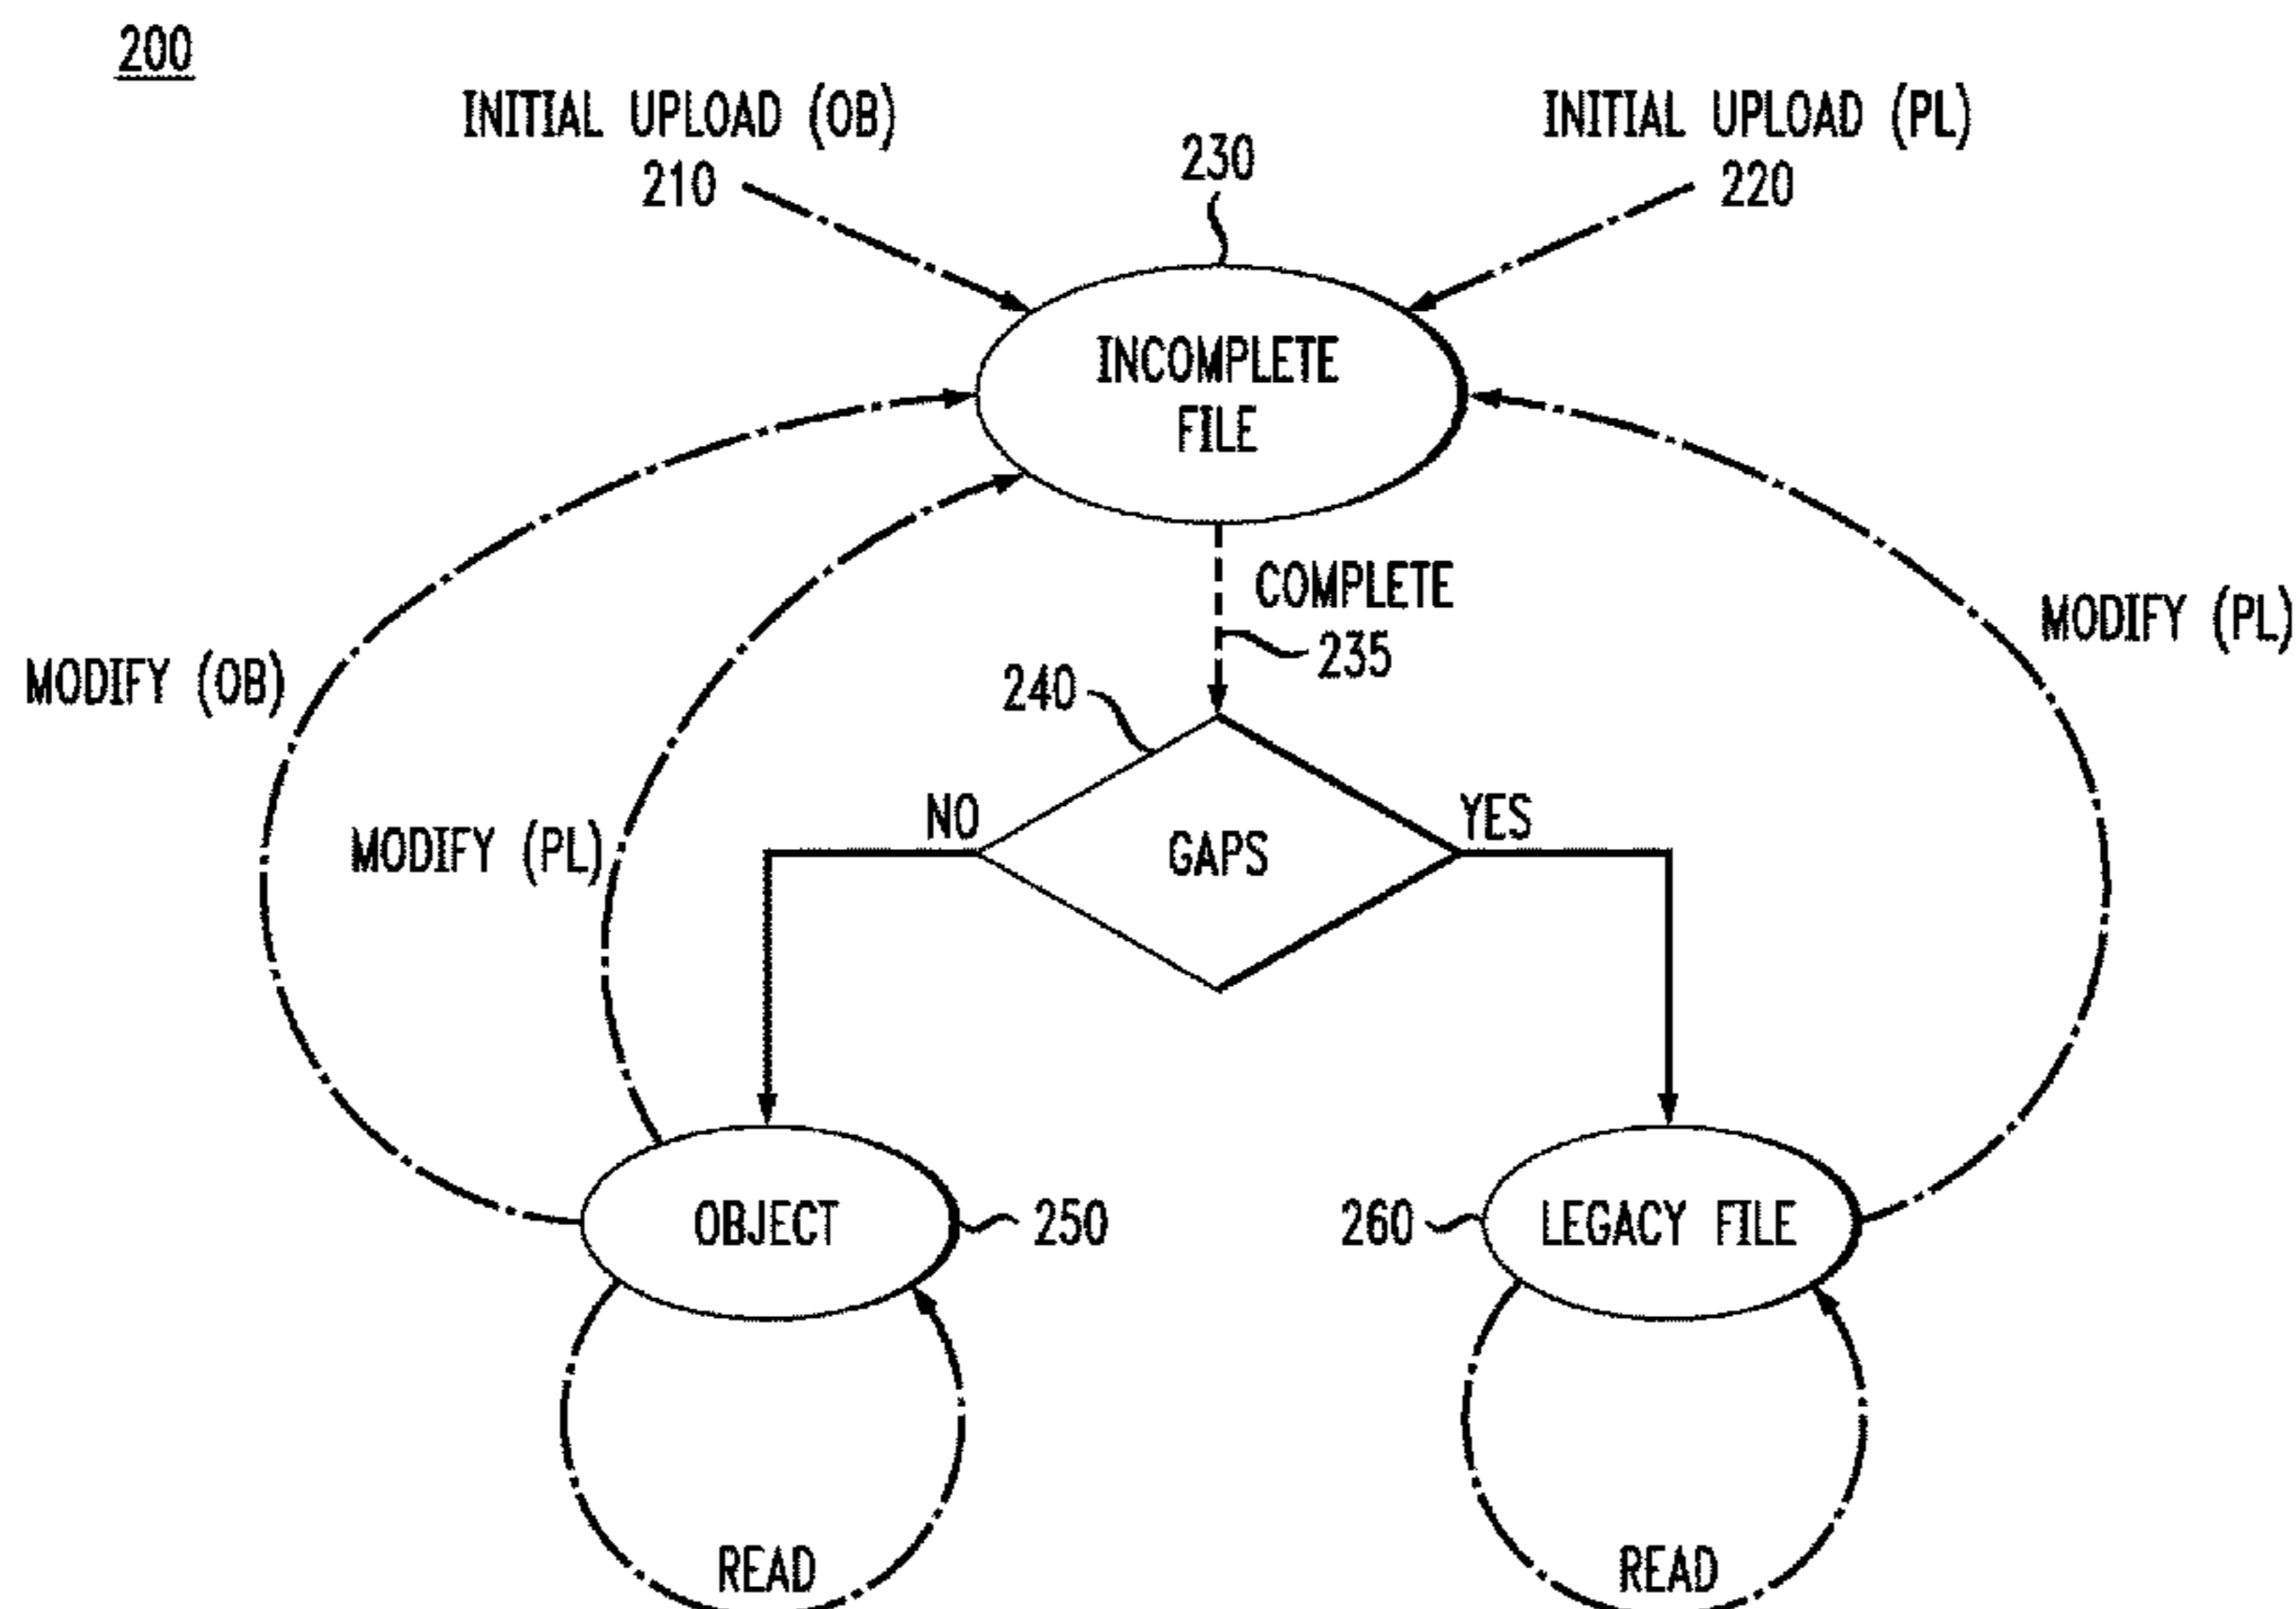 200
INITIAL UPLOAD (OB)
210
INITIAL UPLOAD (PL)
220
230
INCOMPLETE
FILE
COMPLETE
235
MODIFY (OB)
MODIFY (PL)
MODIFY (PL)
240
NO
GAPS
YES
OBJECT
250
260
LEGACY FILE
READ
READ